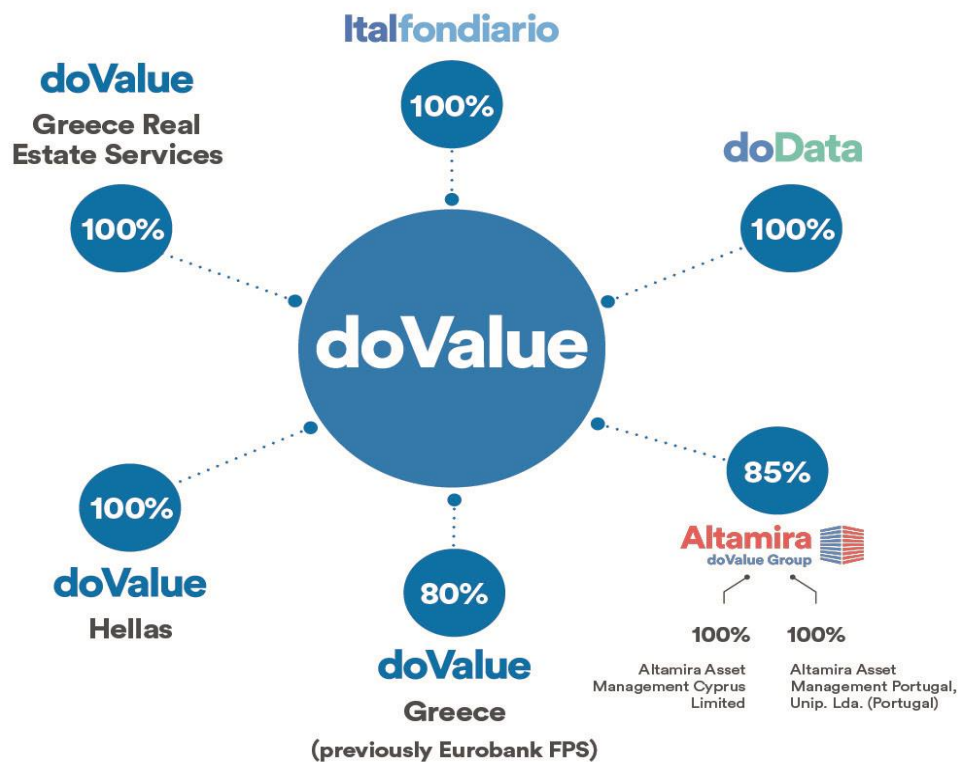 Italfondiario
100%
doValue
Greece Real
Estate Services
100%
doData
100%
doValue
100%
doValue
Hellas
80%
doValue
Greece
(previously Eurobank FPS)
85%
Altamira
doValue Group
100%
Altamira Asset
Management Cyprus
Limited
100%
Altamira Asset
Management Portugal,
Unip. Lda. (Portugal)